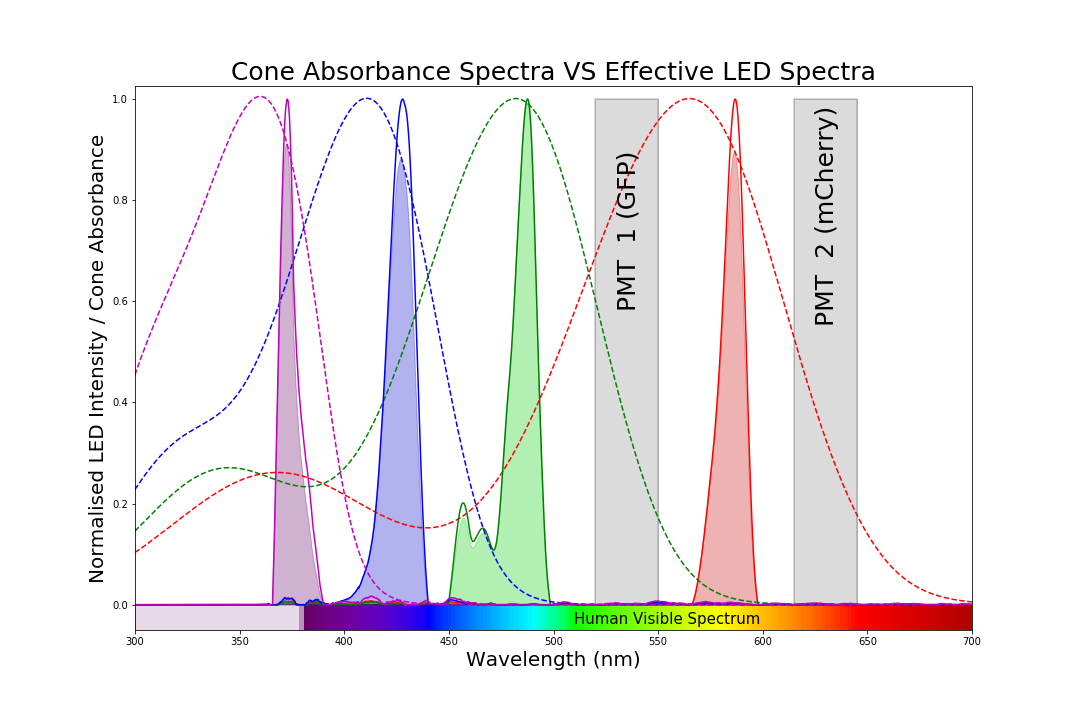 Cone Absorbance Spectra VS Effective LED Spectra
Normalised LED Intensity / Cone Absorbance
1.0
0.8
0.6
0.4
0.2
0.0
PMT 1 (GFP)
PMT 2 (mCherry)
Human Visible Spectrum
300 350 400 450 500 550 600 650 700
Wavelength (nm)